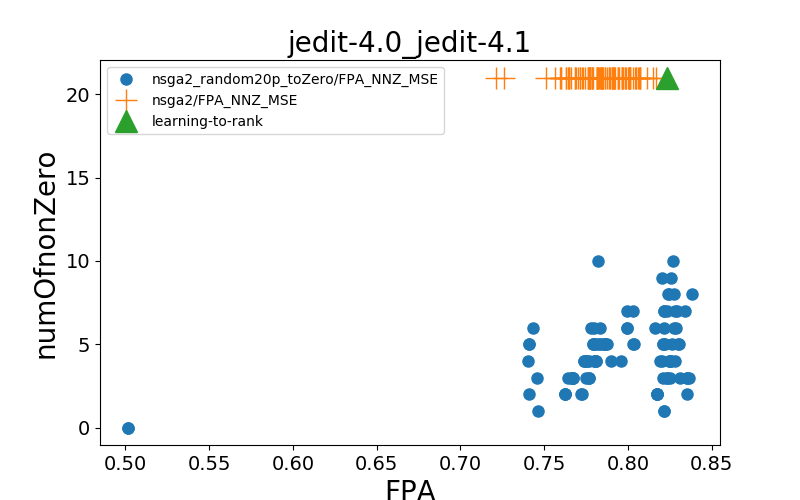 jedit-4.0_jedit-4.1
nsga2_random20p_toZero/FPA_NNZ_MSE
nsga2/FPA_NNZ_MSE
learning-to-rank
numOfnonZero
20
15
10
5
0
0.50 0.55 0.60 0.65 0.70 0.75 0.80 0.85
FPA